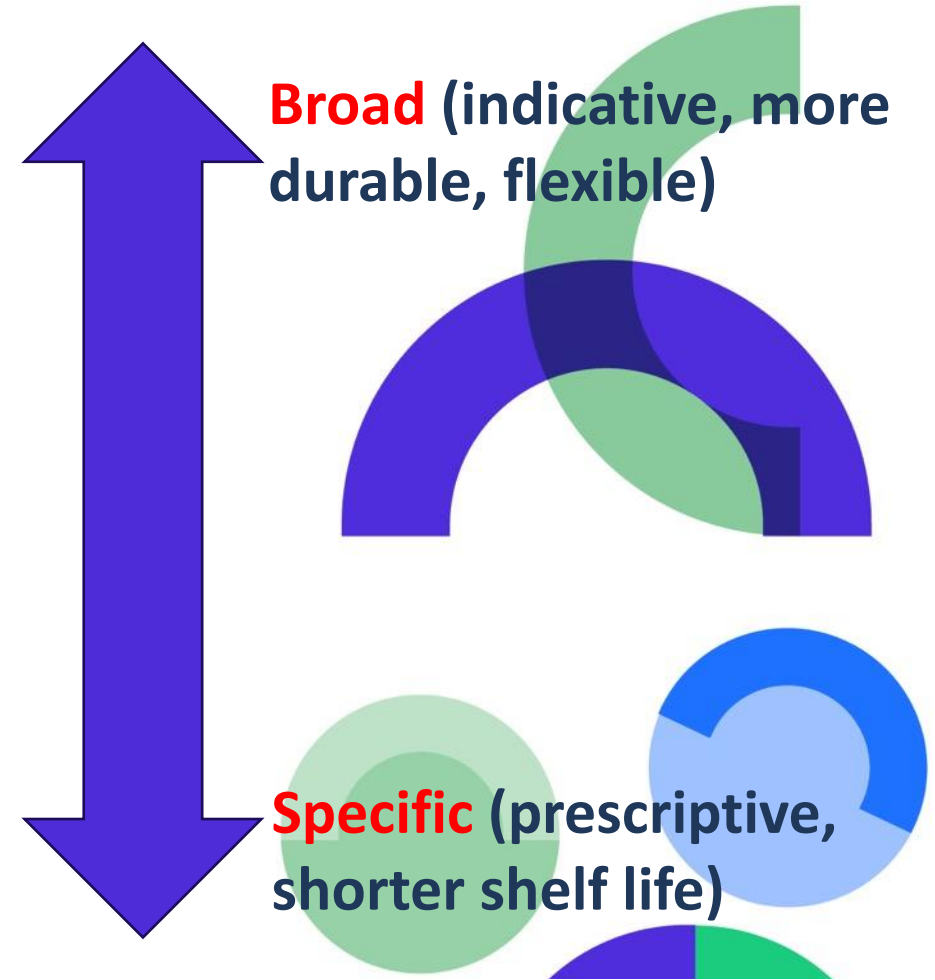 Broad (indicative, more
durable, flexible)
Specific (prescriptive,
shorter shelf life)